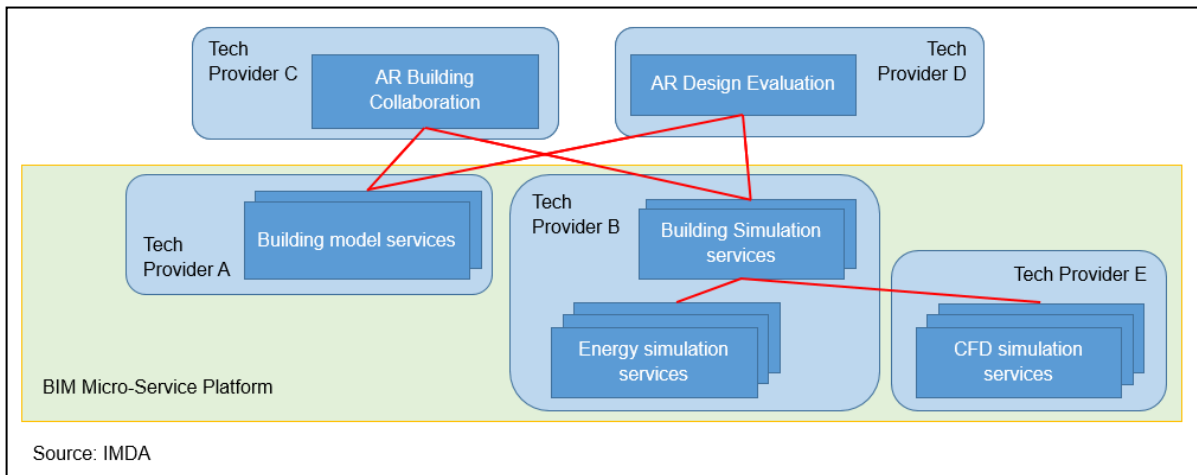 Tech
Provider C
AR Building
Collaboration
AR Design Evaluation
Tech
Provider D
Tech
Provider A
Building model services
Tech
Provider B
Building Simulation
services
Energy simulation
services
Tech Provider E
CFD simulation
services
BIM Micro-Service Platform
Source: IMDA